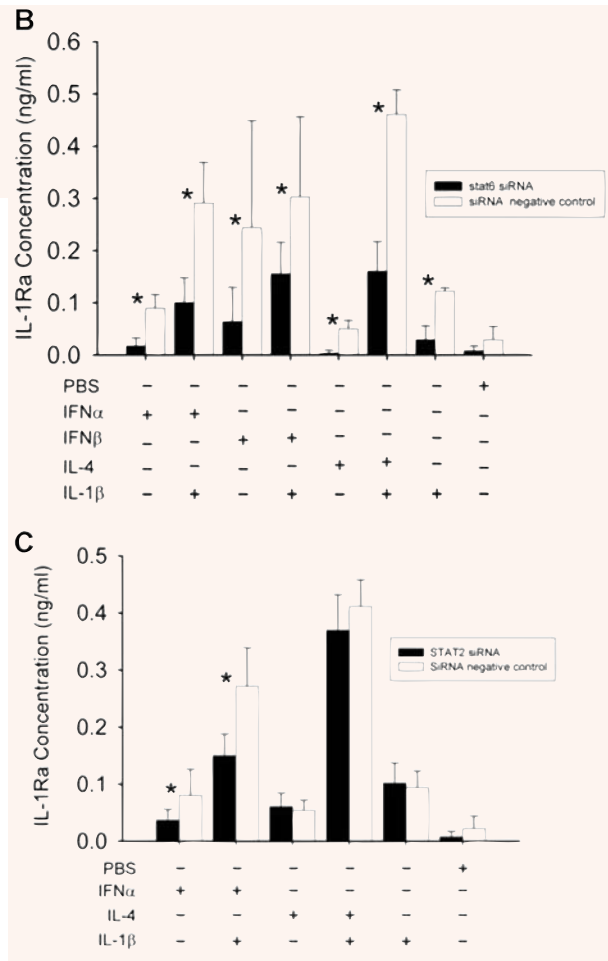 B
IL-1Ra Concentration (ng/ml)
0.6
0.5
0.4
0.3
0.2
0.1
0.0
* * * * * * *
stat6 siRNA
siRNA negative control
PBS − − − − − − − +
IFNα + + − − − − − −
IFNβ − − + + − − − −
IL-4 − − − − + + − −
IL-1β − + − + − + + −
C
IL-1Ra Concentration (ng/ml)
0.5
0.4
0.3
0.2
0.1
0.0
* *
STAT2 siRNA
SiRNA negative control
PBS − − − − − +
IFNα + + − − − −
IL-4 − − + + − −
IL-1β − + − + + −